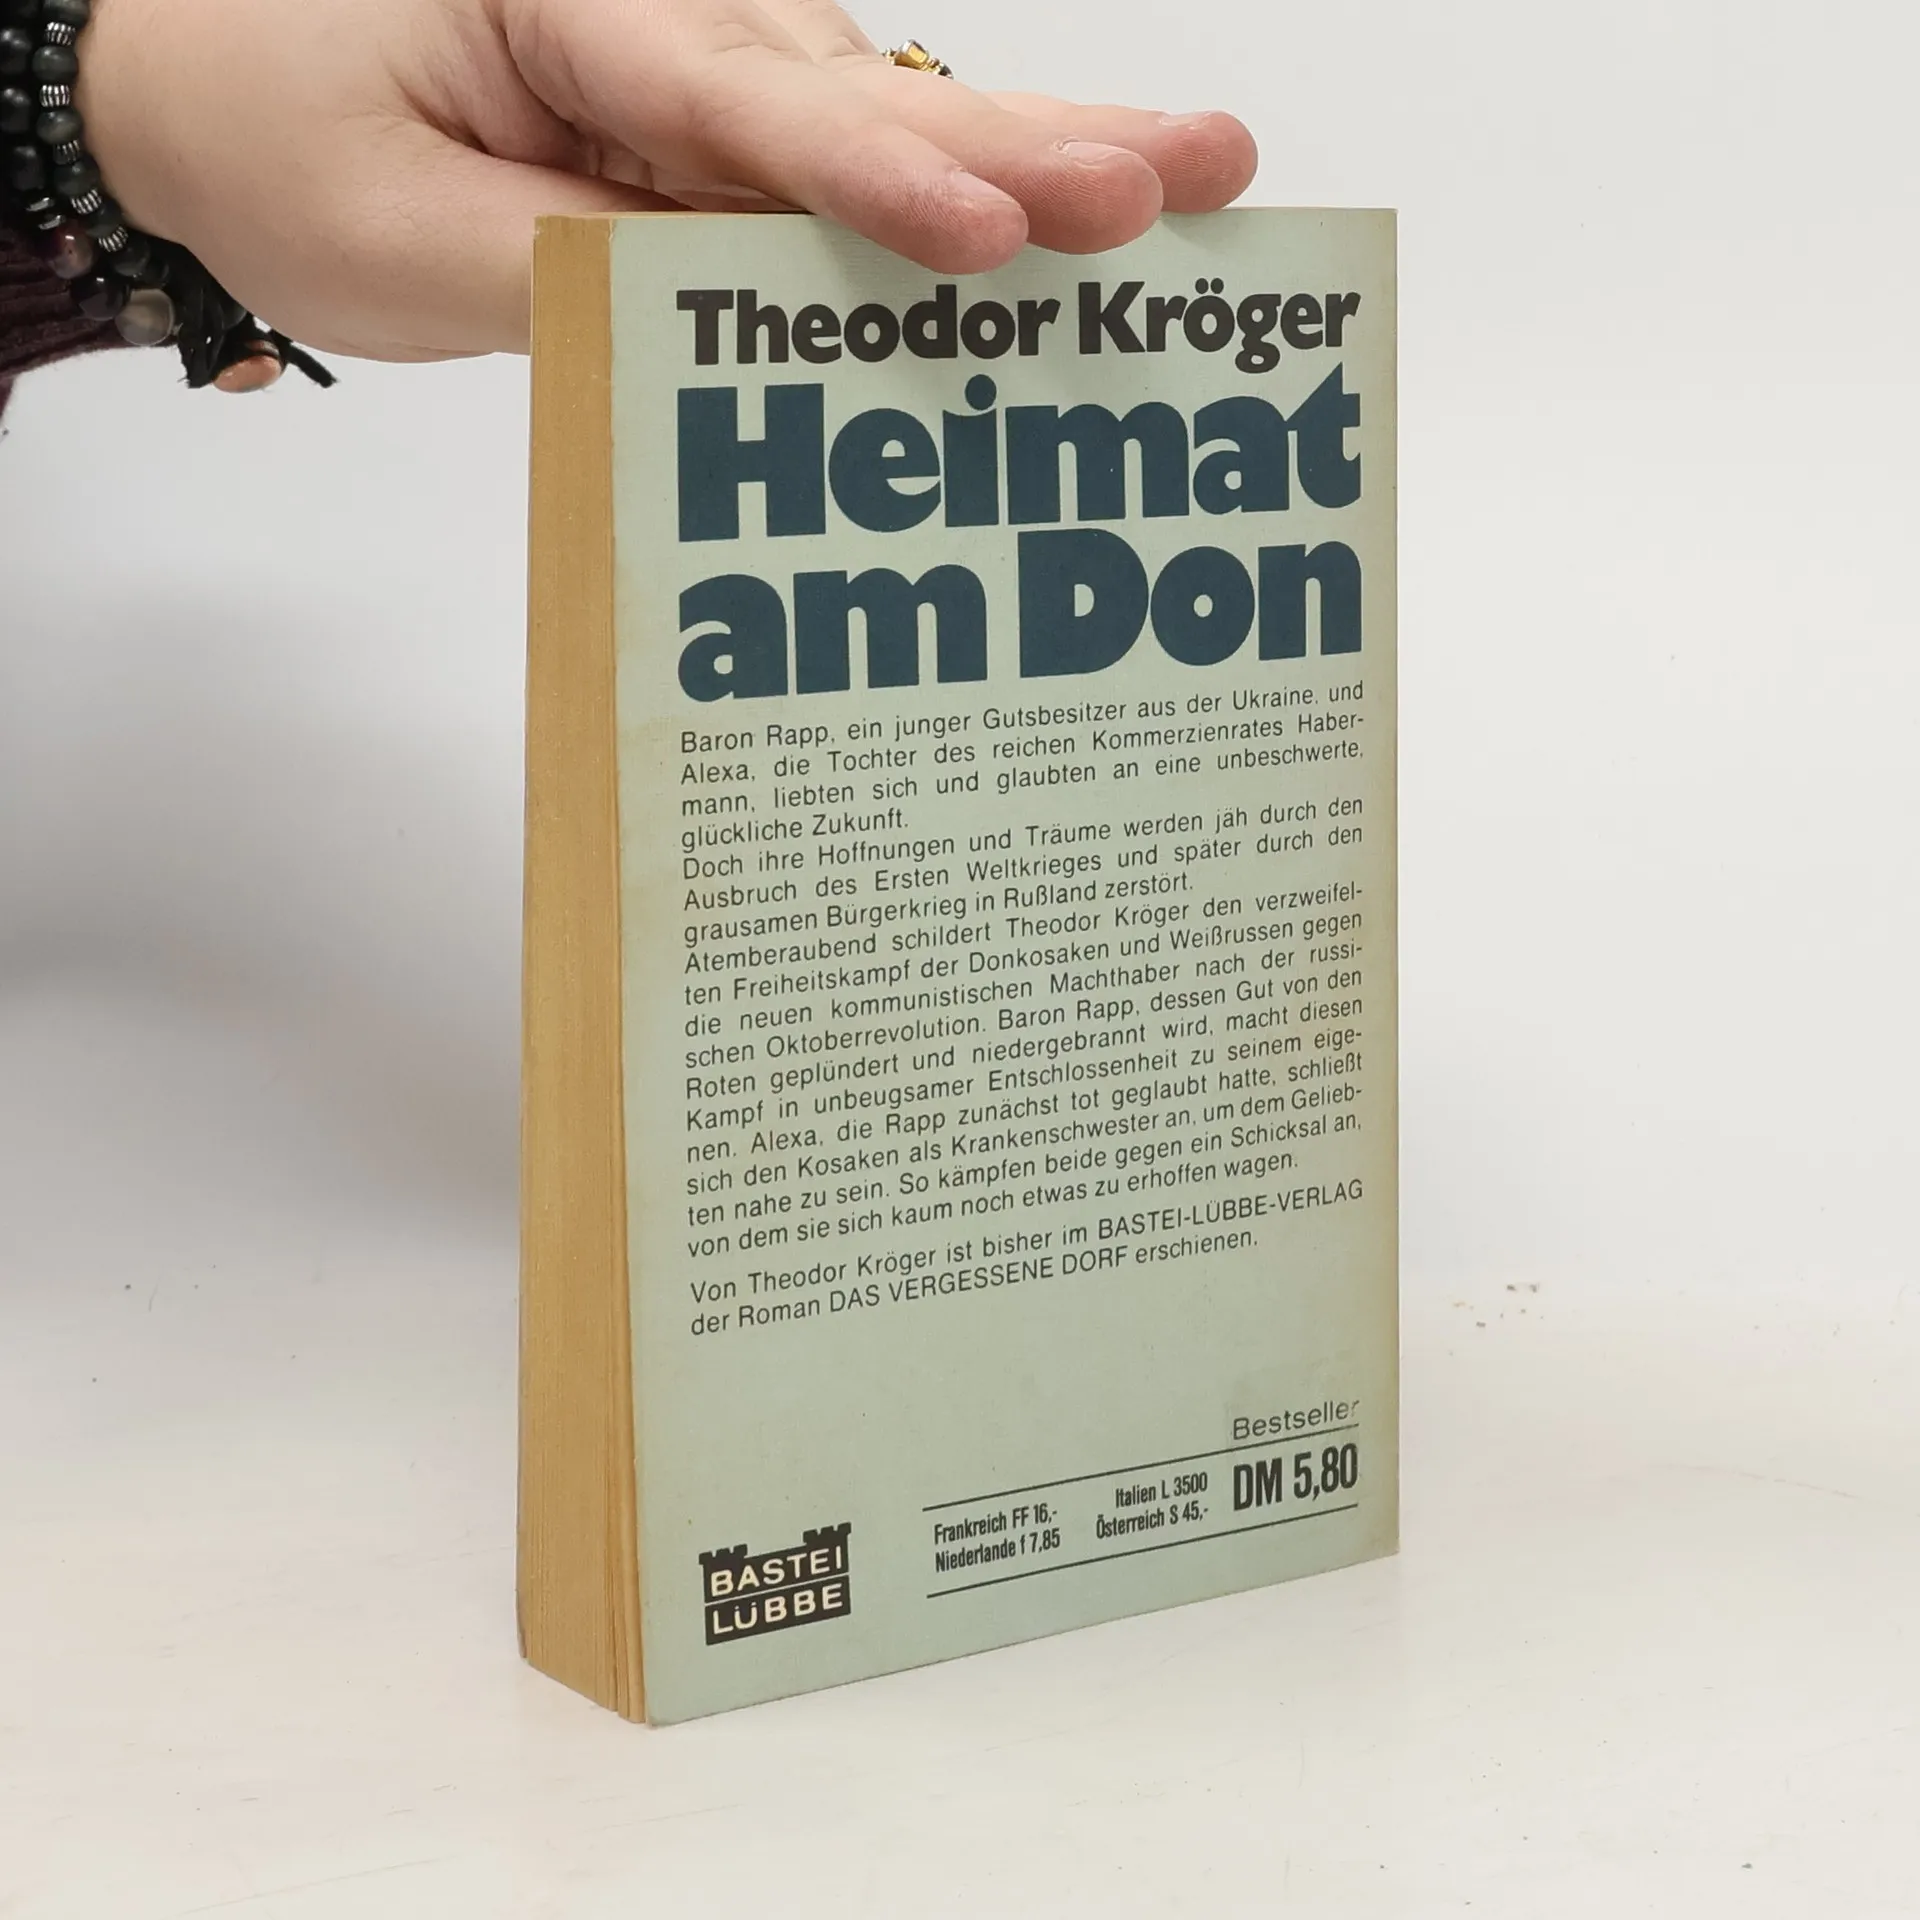 Theodor Kröger
Heimat
am Don
Baron Rapp, ein junger Gutsbesitzer aus der Ukraine, und
Alexa, die Tochter des reichen Kommerzienrates Haber-
mann, liebten sich und glaubten an eine unbeschwerte,
glückliche Zukunft.
Doch ihre Hoffnungen und Träume werden jäh durch den
Ausbruch des Ersten Weltkrieges und später durch den
grausamen Bürgerkrieg in Rußland zerstört.
Atemberaubend schildert Theodor Kröger den verzweifel-
ten Freiheitskampf der Donkosaken und Weißrussen gegen
die neuen kommunistischen Machthaber nach der russi-
schen Oktoberrevolution. Baron Rapp, dessen Gut von den
Roten geplündert und niedergebrannt wird, macht diesen
Kampf in unbeugsamer Entschlossenheit zu seinem eige-
nen. Alexa, die Rapp zunächst tot geglaubt hatte, schließt
sich den Kosaken als Krankenschwester an, um dem Gelieb-
ten nahe zu sein. So kämpfen beide gegen ein Schicksal an,
von dem sie sich kaum noch etwas zu erhoffen wagen.
Von Theodor Kröger ist bisher im BASTEI-LÜBBE-VERLAG
der Roman DAS VERGESSENE DORF erschienen.
Bestseller
Frankreich FF 16,- Italien L 3500 DM 5,80
Niederlande f 7,85 Österreich S 45,-
BASTEI
LÜBBE